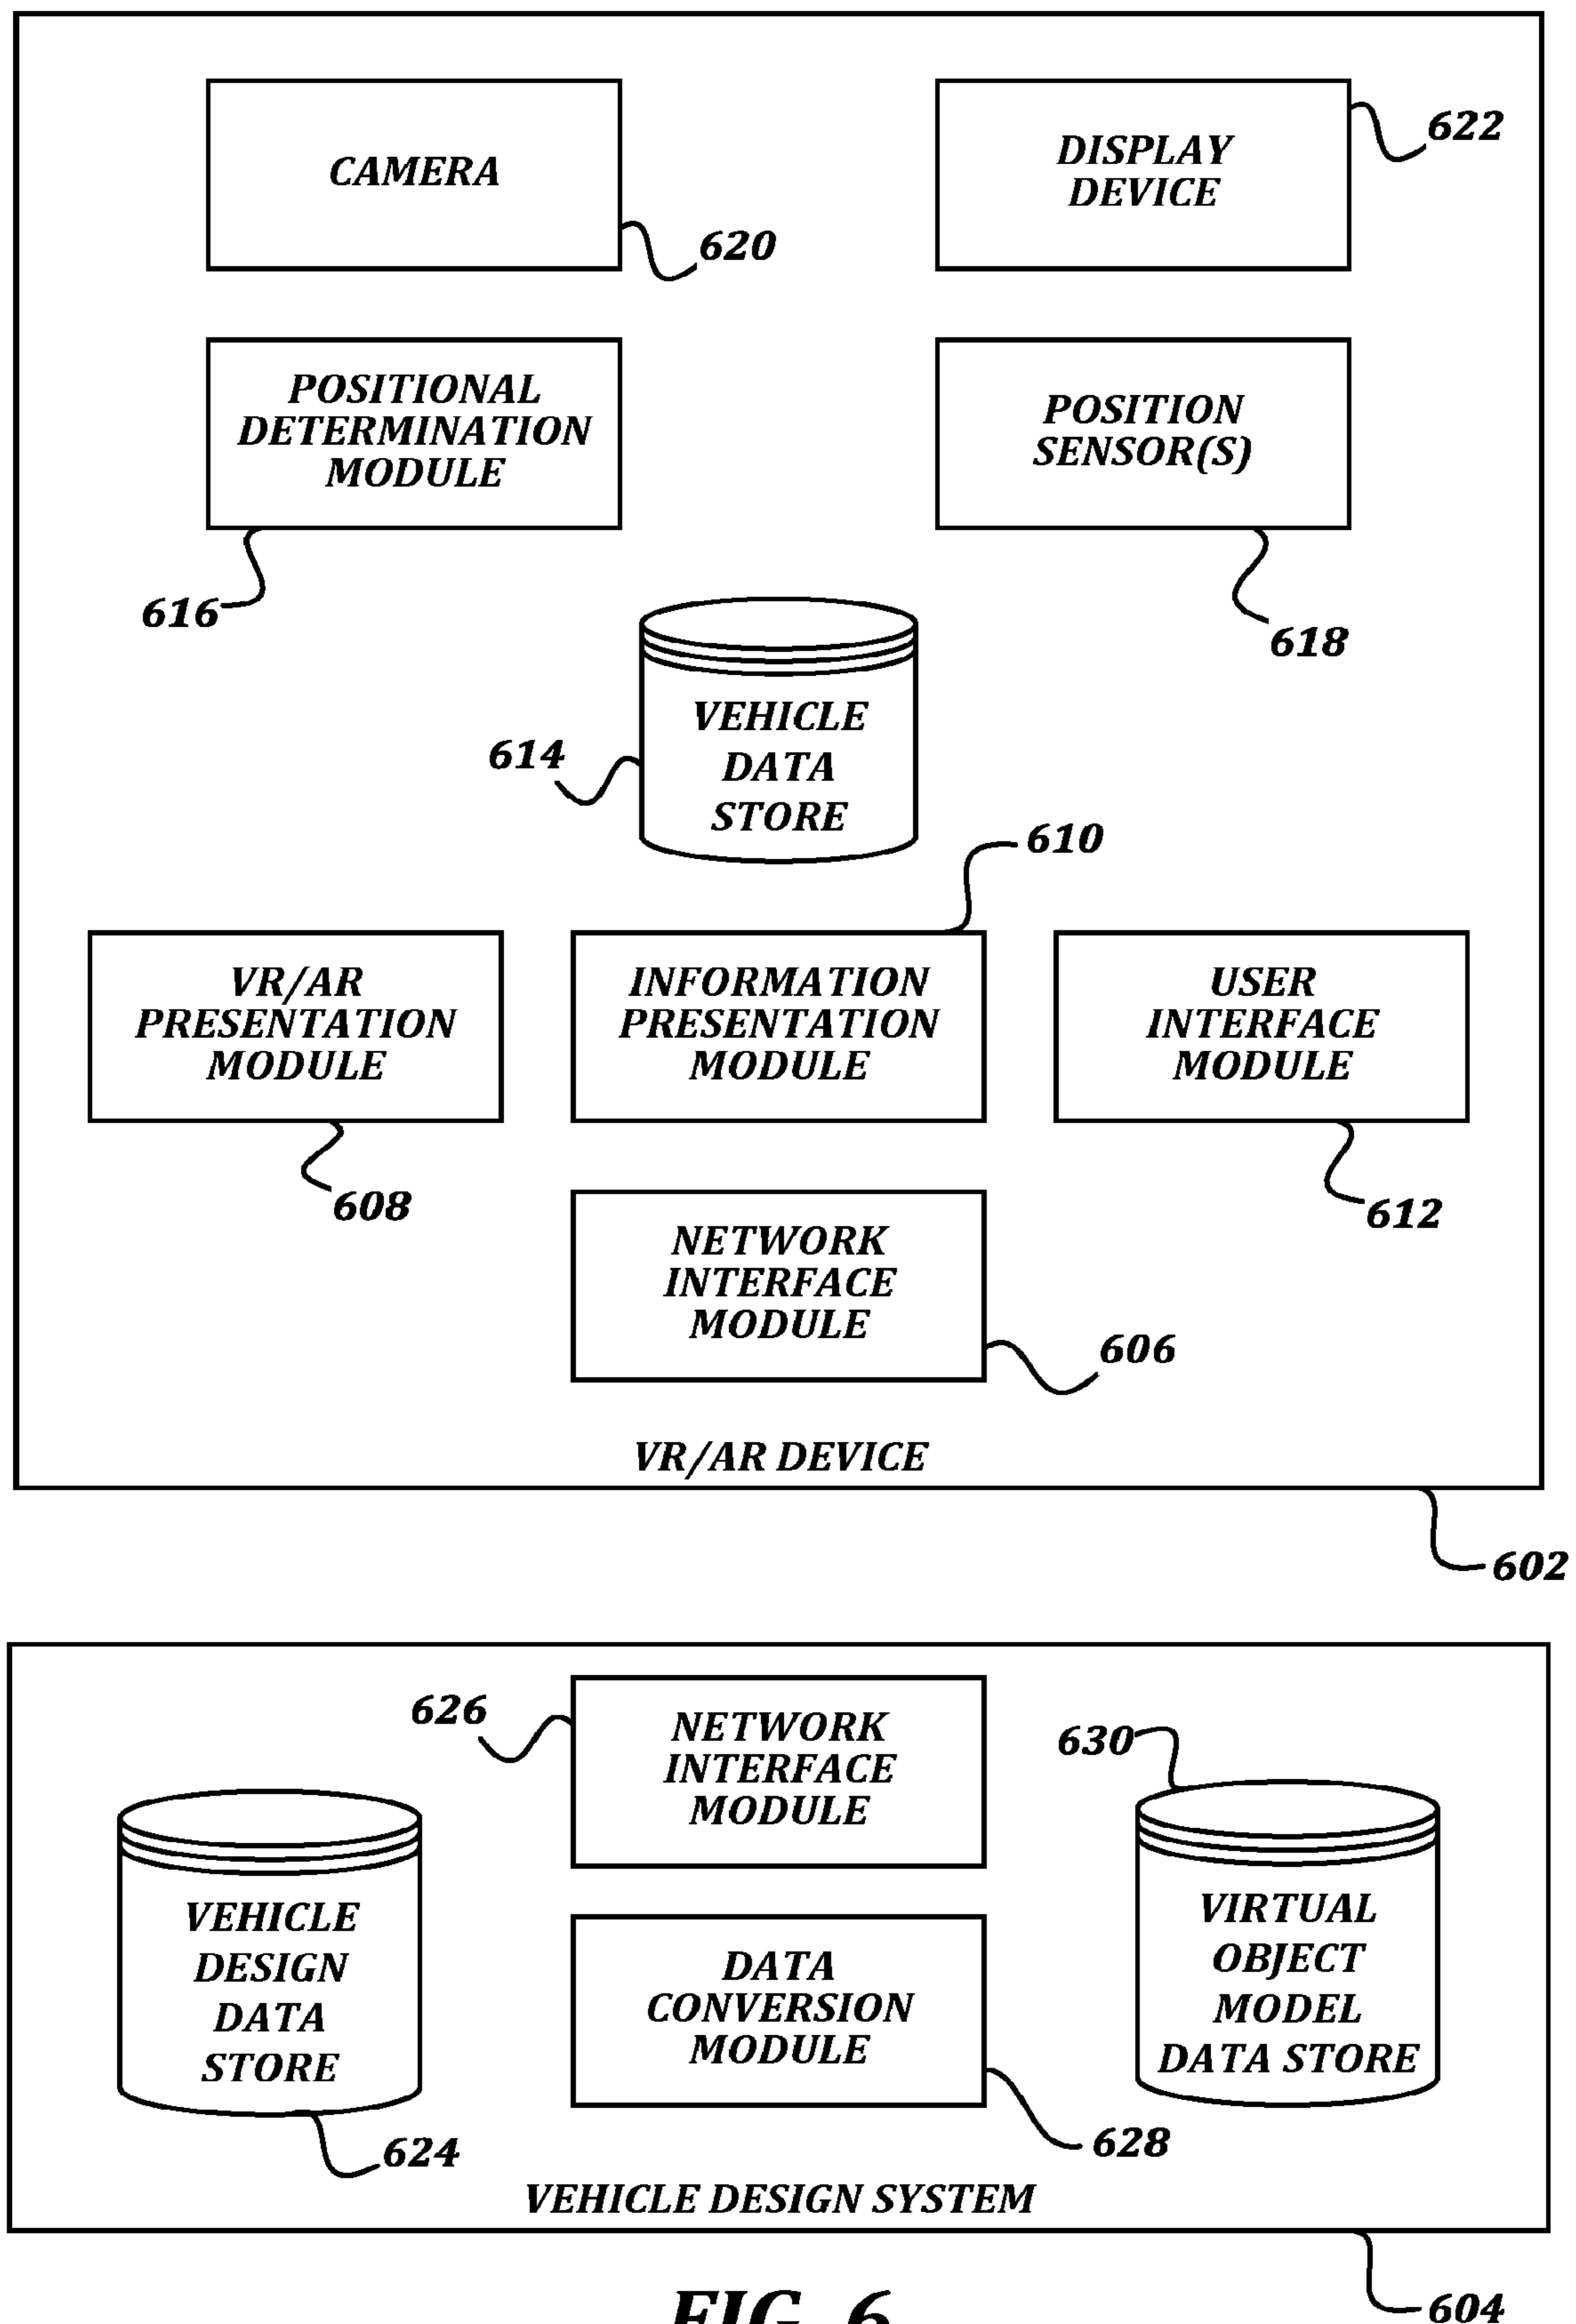 CAMERA
620
DISPLAY
DEVICE
622
POSITIONAL
DETERMINATION
MODULE
616
POSITION
SENSOR(S)
618
614
VEHICLE
DATA
STORE
610
VR/AR
PRESENTATION
MODULE
608
INFORMATION
PRESENTATION
MODULE
USER
INTERFACE
MODULE
612
NETWORK
INTERFACE
MODULE
606
VR/AR DEVICE
602
626
NETWORK
INTERFACE
MODULE
630
VEHICLE
DESIGN
DATA
STORE
624
DATA
CONVERSION
MODULE
628
VIRTUAL
OBJECT
MODEL
DATA STORE
VEHICLE DESIGN SYSTEM
604
FIG. 6